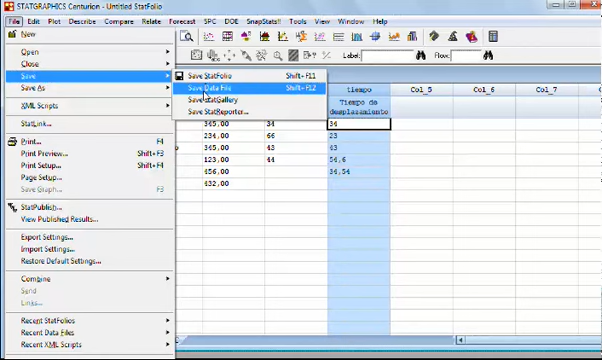 STATGRAPHICS Centurion - Untitled StatFolio
File Edit Plot Describe Compare Relate Forecast SPC DOE SnapStats!! Tools View Window Help
New
Open
Close
Save
Save As
XML Scripts
StatLink...
Print... F4
Print Preview... Shift+F3
Print Setup... Shift+F4
Page Setup...
Save Graph... F3
StatPublish...
View Published Results...
Export Settings...
Import Settings...
Restore Default Settings...
Combine
Send
Links...
Recent StatFolios
Recent Data Files
Recent XML Scripts
Save StatFolio Shift+F11
Save Data File Shift+F12
Save StatGallery
Save StatReporter...
Label: Row:
tiempo Col_5 Col_6 Col_7
Tiempo de
desplazamiento
345,00 34 34
234,00 66 23
345,00 43 43
123,00 44 54,6
456,00 34,54
432,00